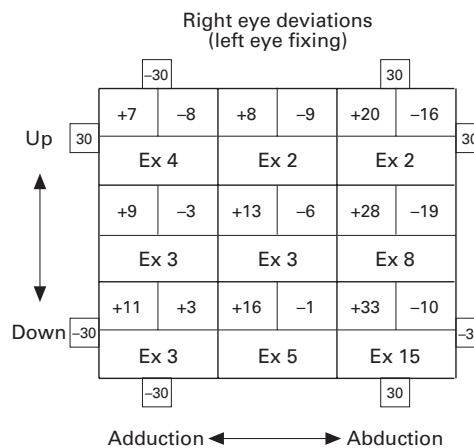 Right eye deviations
(left eye fixing)
–30 30
+7 –8 +8 –9 +20 –16
Up 30 30
Ex 4 Ex 2 Ex 2
+9 –3 +13 –6 +28 –19
Ex 3 Ex 3 Ex 8
+11 +3 +16 –1 +33 –10
Down –30
Ex 3 Ex 5 Ex 15
–30 30
Adduction Abduction